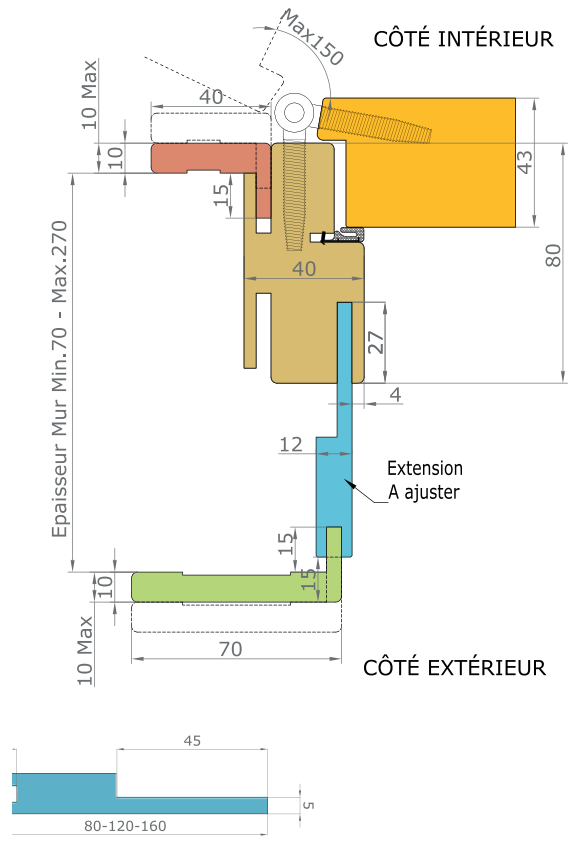 Max150
CÔTÉ INTÉRIEUR
10 Max
40
10
43
15
80
40
Epaisseur Mur Min.70 - Max.270
27
4
12
Extension
A ajuster
15
15
10
10 Max
70
CÔTÉ EXTÉRIEUR
45
5
80-120-160